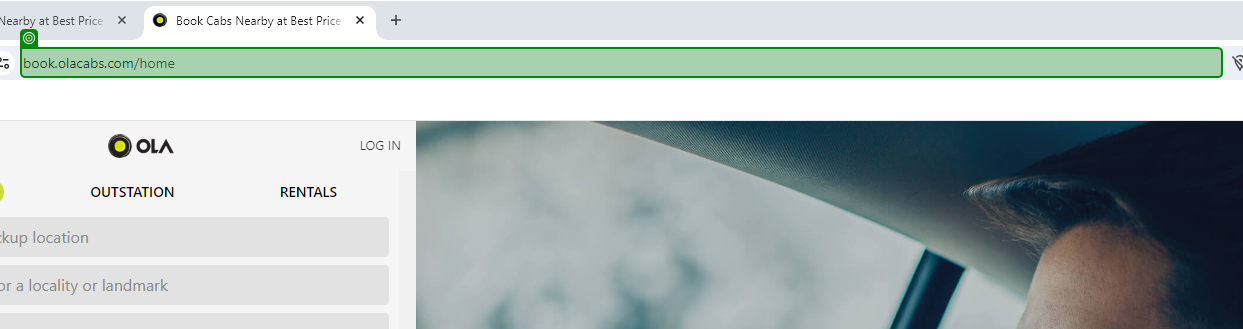 Nearby at Best Price
Book Cabs Nearby at Best Price
book.olacabs.com/home
OLA
LOG IN
OUTSTATION
RENTALS
ckup location
or a locality or landmark